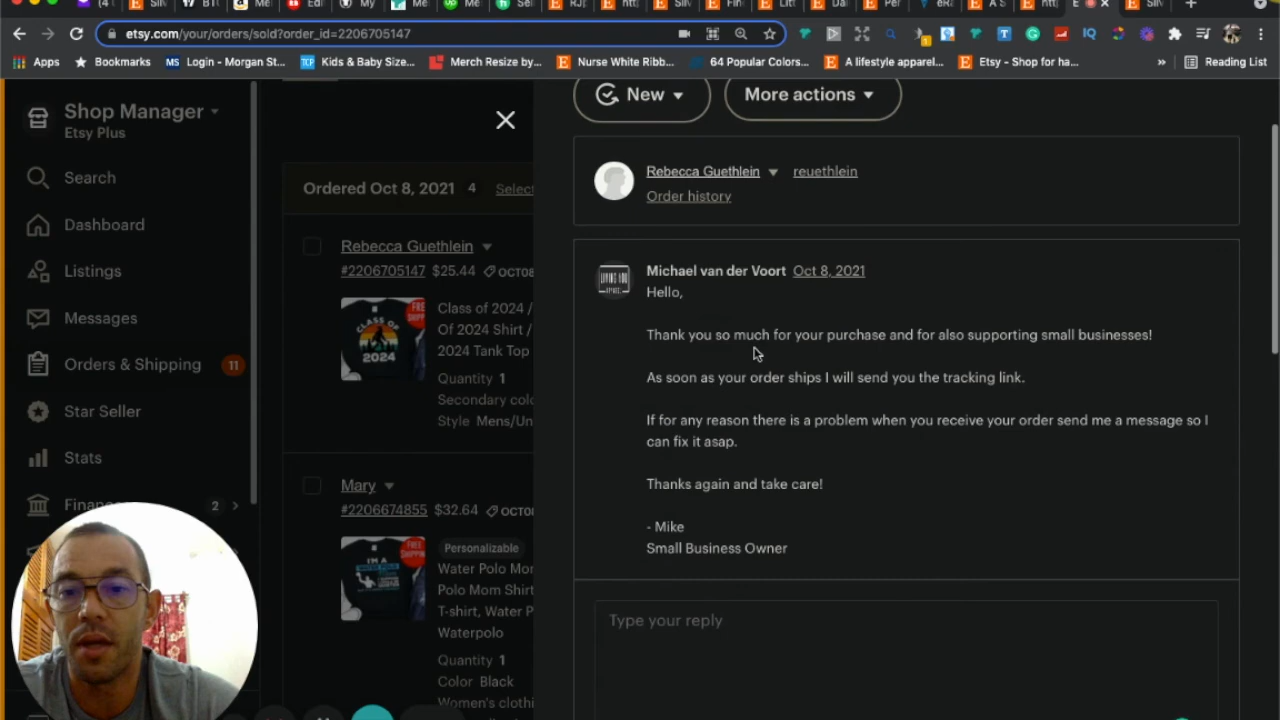 etsy.com/your/orders/sold?order_id=2206705147
Apps
Bookmarks
Login - Morgan St...
Kids & Baby Size...
Merch Resize by...
Nurse White Ribb...
64 Popular Colors...
A lifestyle apparel...
Etsy - Shop for ha...
»
Reading List
Shop Manager
Etsy Plus
Search
Dashboard
Listings
Messages
Orders & Shipping 11
Star Seller
Stats
2
Ordered Oct 8, 2021 4
Rebecca Guethlein
#2206705147 $25.44
CLASS OF
2024
Class of 2024 /
Of 2024 Shirt /
2024 Tank Top
Quantity 1
Secondary colo
Style Mens/Un
Mary
#2206674855 $32.64
Personalizable
Water Polo Mom
Polo Mom Shirt
T-shirt, Water P
Waterpolo
Quantity 1
Color Black
Women's clothi
New
More actions
Rebecca Guethlein reuethlein
Order history
Michael van der Voort Oct 8, 2021
Hello,
Thank you so much for your purchase and for also supporting small businesses!
As soon as your order ships I will send you the tracking link.
If for any reason there is a problem when you receive your order send me a message so I
can fix it asap.
Thanks again and take care!
- Mike
Small Business Owner
Type your reply